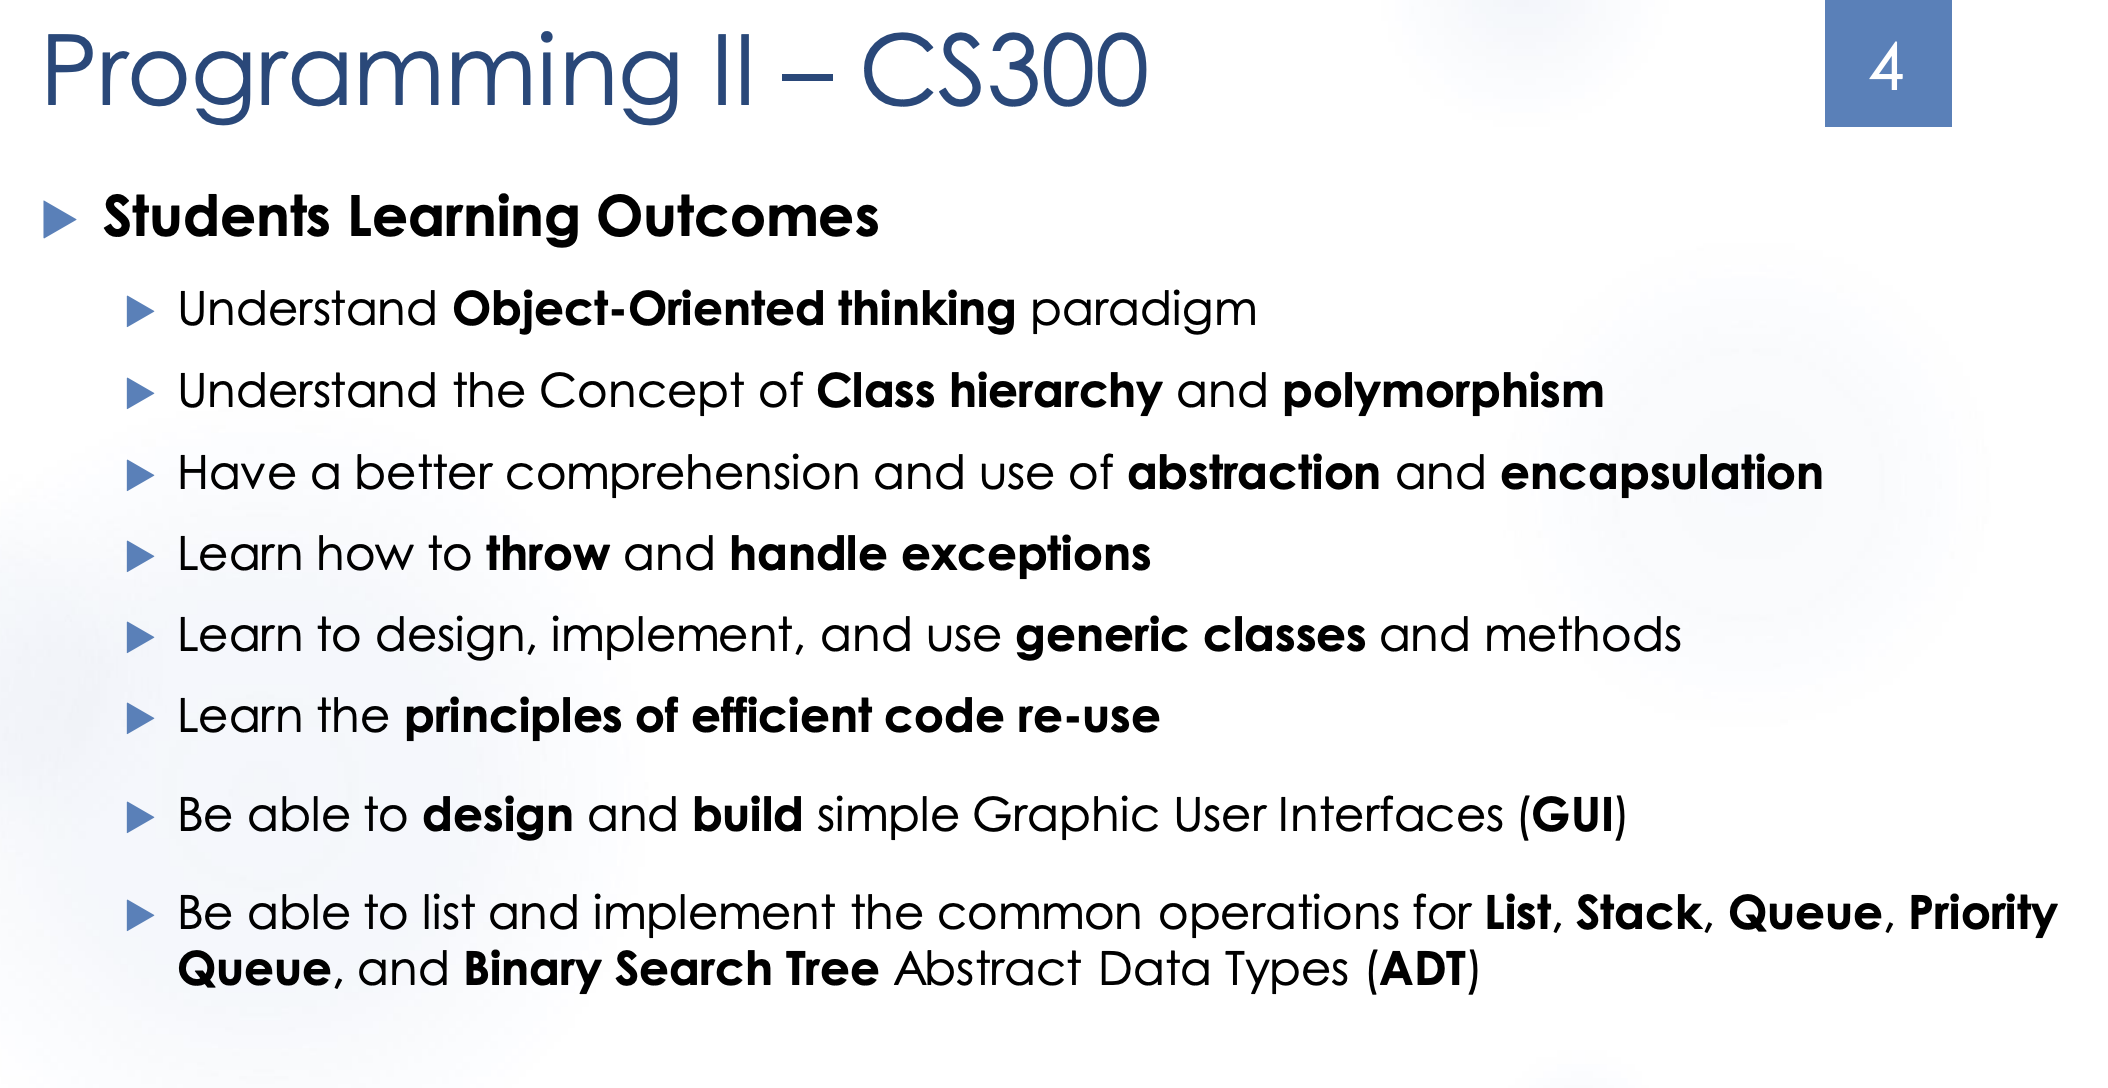 Programming II – CS300
4
Students Learning Outcomes
Understand Object-Oriented thinking paradigm
Understand the Concept of Class hierarchy and polymorphism
Have a better comprehension and use of abstraction and encapsulation
Learn how to throw and handle exceptions
Learn to design, implement, and use generic classes and methods
Learn the principles of efficient code re-use
Be able to design and build simple Graphic User Interfaces (GUI)
Be able to list and implement the common operations for List, Stack, Queue, Priority
Queue, and Binary Search Tree Abstract Data Types (ADT)